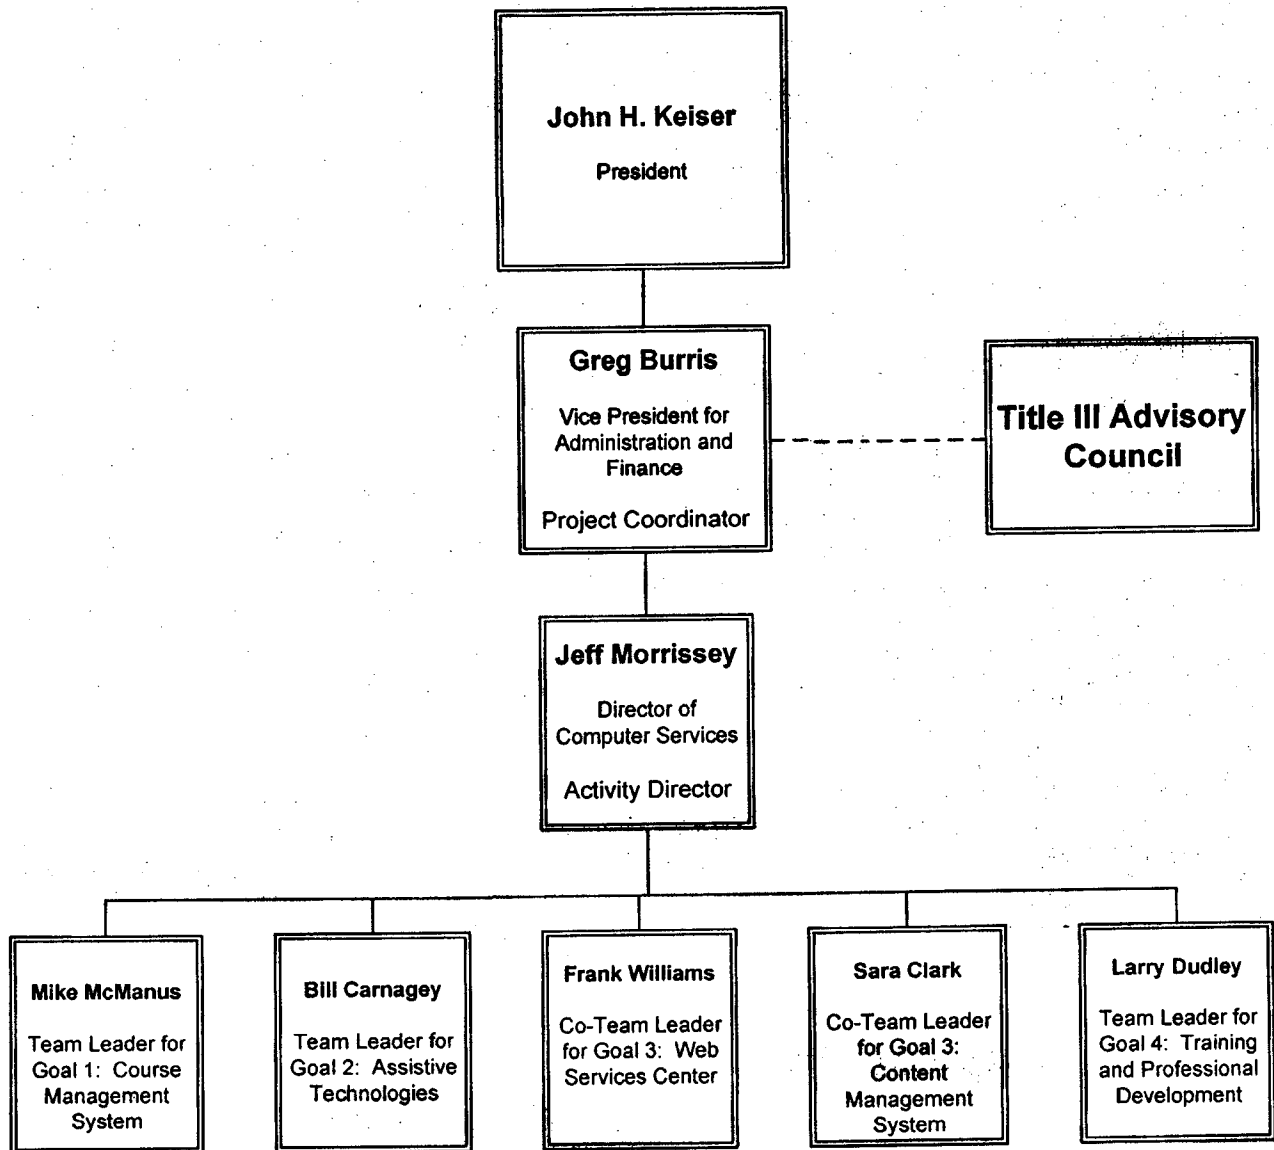 John H. Keiser
President
Greg Burris
Vice President for
Administration and
Finance
Project Coordinator
Title III Advisory
Council
Jeff Morrissey
Director of
Computer Services
Activity Director
Mike McManus
Team Leader for
Goal 1: Course
Management
System
Bill Carnagey
Team Leader for
Goal 2: Assistive
Technologies
Frank Williams
Co-Team Leader
for Goal 3: Web
Services Center
Sara Clark
Co-Team Leader
for Goal 3:
Content
Management
System
Larry Dudley
Team Leader for
Goal 4: Training
and Professional
Development